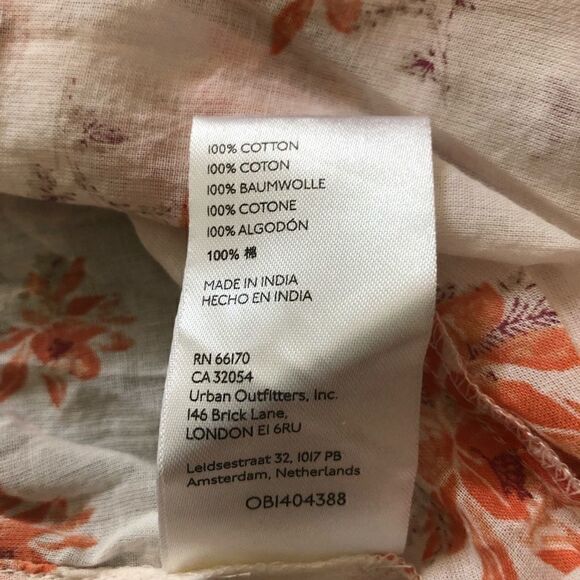 100% COTTON
100% COTON
100% BAUMWOLLE
100% COTONE
100% ALGODÓN
100% 棉
MADE IN INDIA
HECHO EN INDIA
RN 66170
CA 32054
Urban Outfitters, Inc.
146 Brick Lane,
LONDON E1 6RU
Leidsestraat 32, 1017 PB
Amsterdam, Netherlands
OB1404388